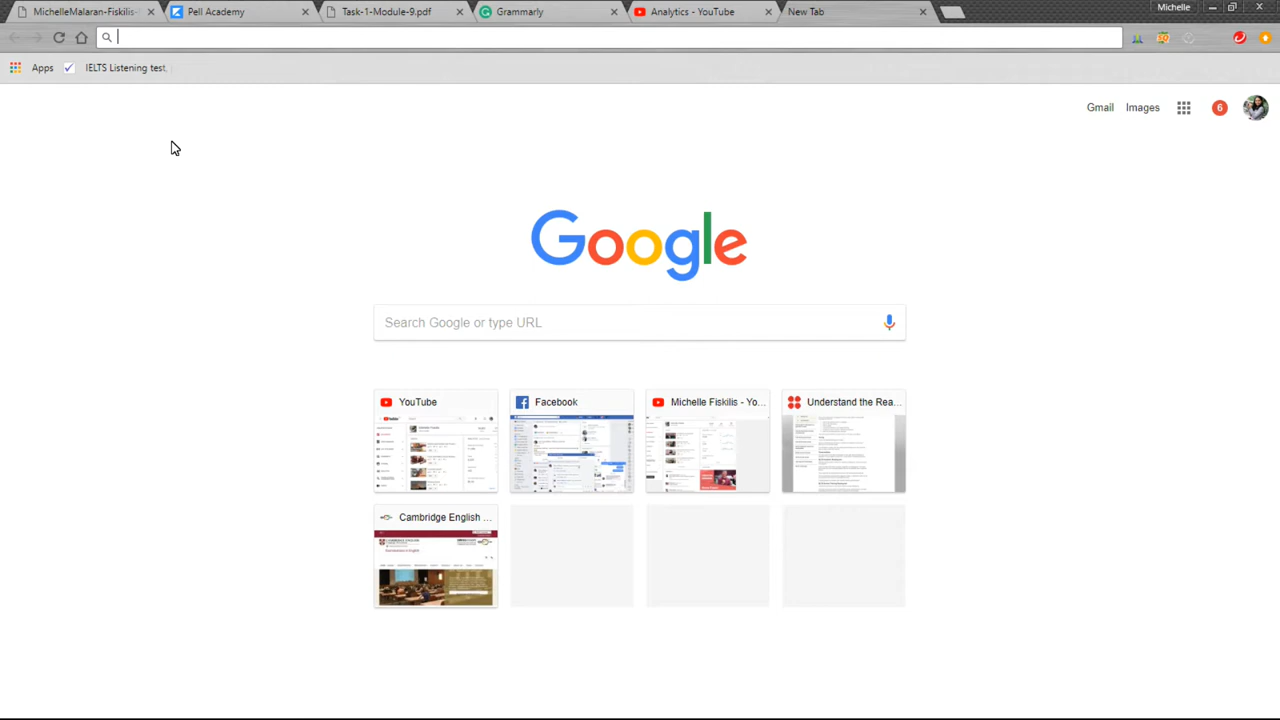 MichelleMalaran-Fiskilis-
Pell Academy
Task-1-Module-9.pdf
Grammarly
Analytics - YouTube
New Tab
Michelle
Apps
IELTS Listening test.
Gmail
Images
6
Google
Search Google or type URL
YouTube
Facebook
Michelle Fiskilis - Yo...
Understand the Rea...
Cambridge English ...